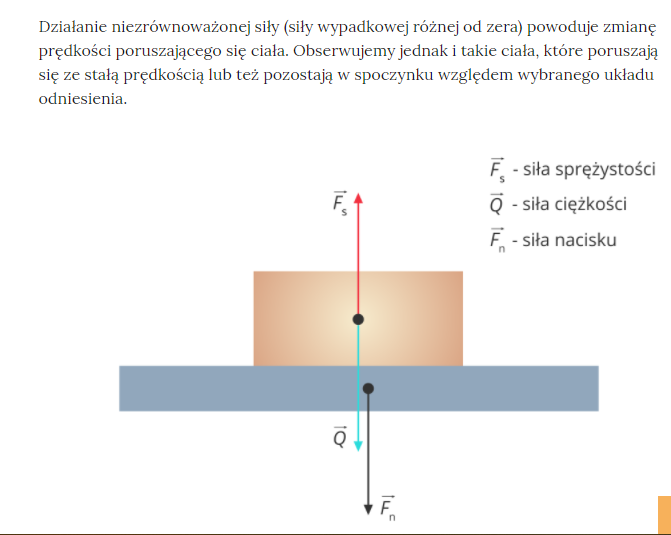 Działanie niezrównoważonej siły (siły wypadkowej różnej od zera) powoduje zmianę
prędkości poruszającego się ciała. Obserwujemy jednak i takie ciała, które poruszają
się ze stałą prędkością lub też pozostają w spoczynku względem wybranego układu
odniesienia.
F⃗s - siła sprężystości
Q⃗ - siła ciężkości
F⃗n - siła nacisku
F⃗s
Q⃗
F⃗n